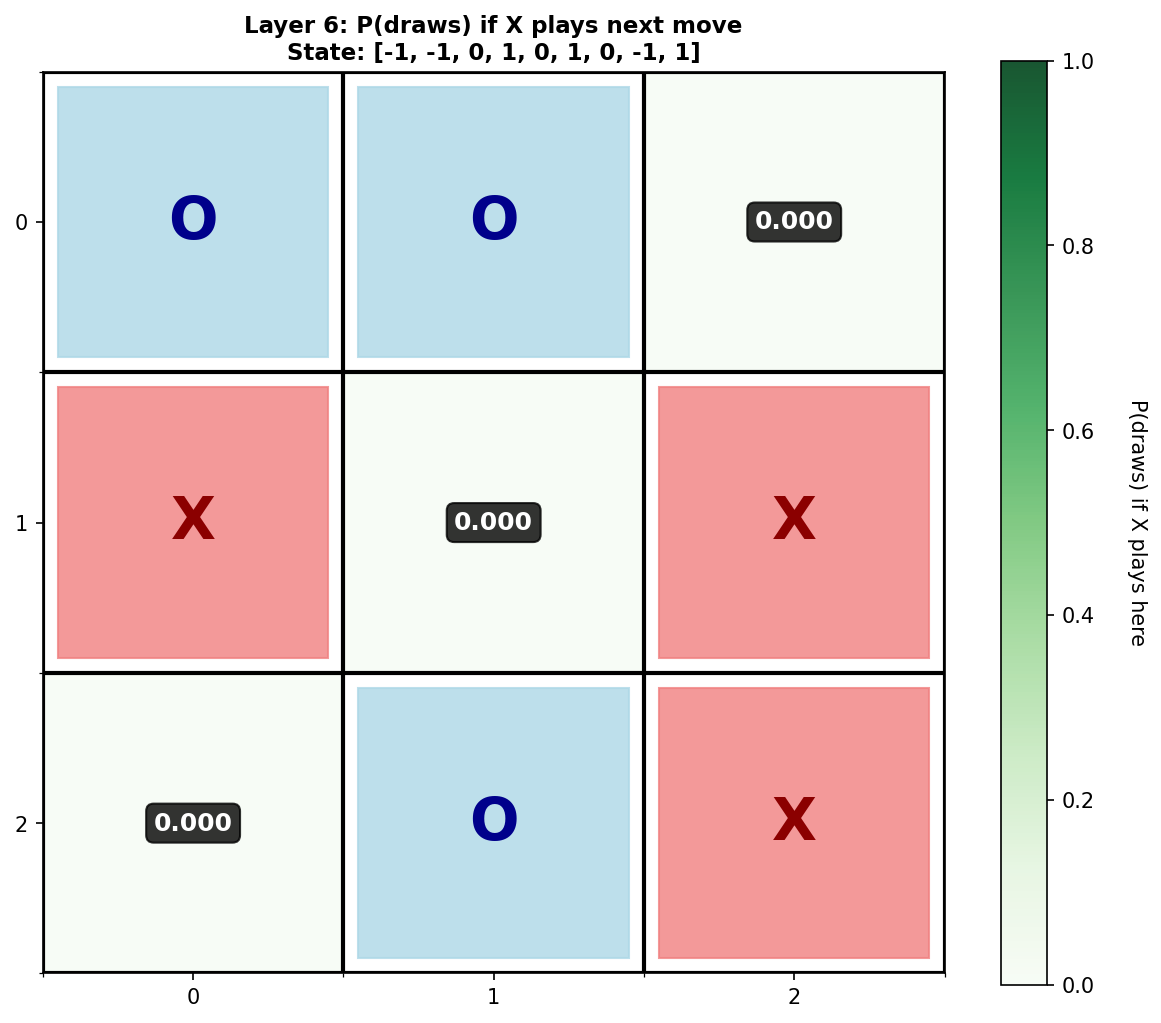 Layer 6: P(draws) if X plays next move
State: [-1, -1, 0, 1, 0, 1, 0, -1, 1]
0
O
O
0.000
1
X
0.000
X
2
0.000
O
X
0
1
2
1.0
0.8
0.6
0.4
0.2
0.0
P(draws) if X plays here